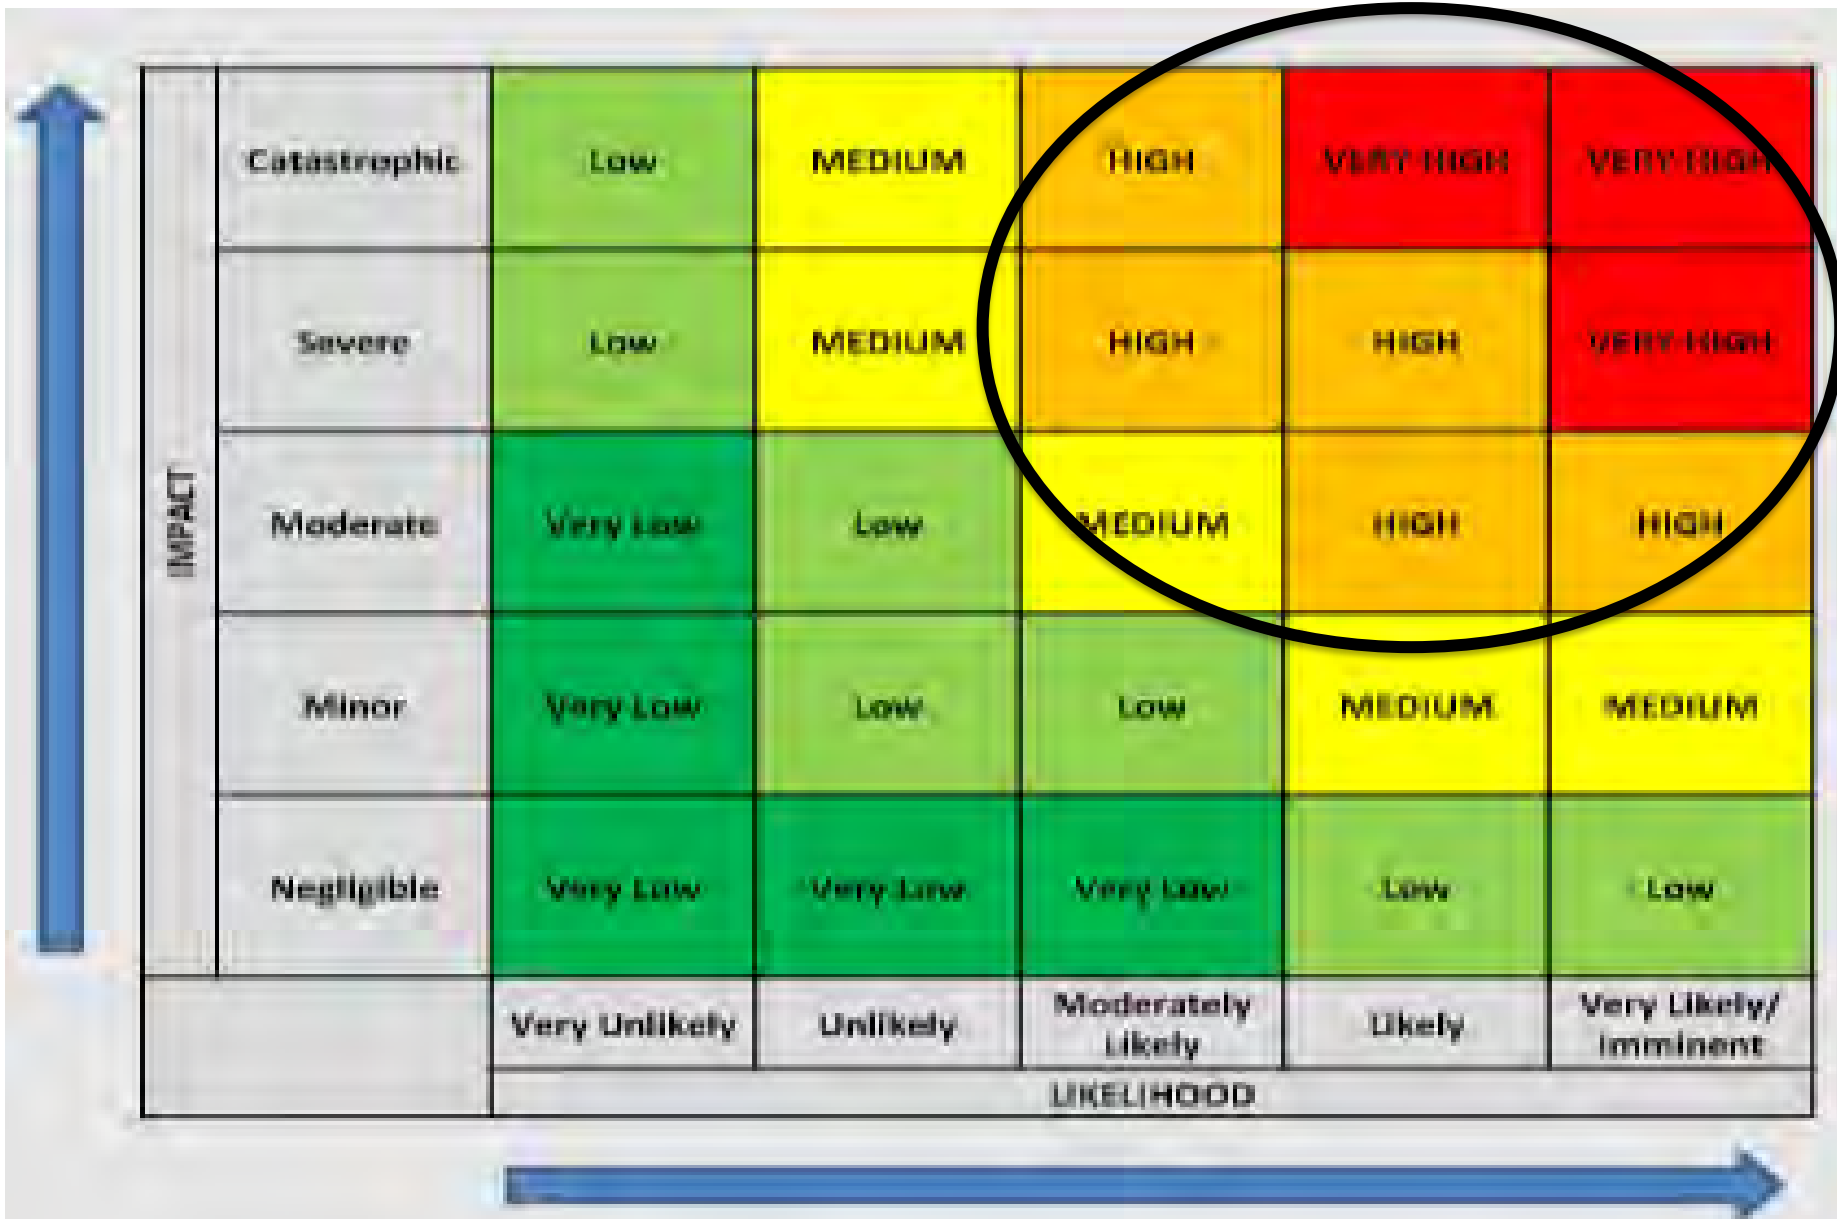 Catastrophic Low MEDIUM HIGH VERY HIGH VERY HIGH
Severe Low MEDIUM HIGH HIGH VERY HIGH
IMPACT
Moderate Very Low Low MEDIUM HIGH HIGH
Minor Very Low Low Low MEDIUM MEDIUM
Negligible Very Low Very Low Very Low Low Low
Very Unlikely Unlikely Moderately Likely Likely Very Likely/ Imminent
LIKELIHOOD